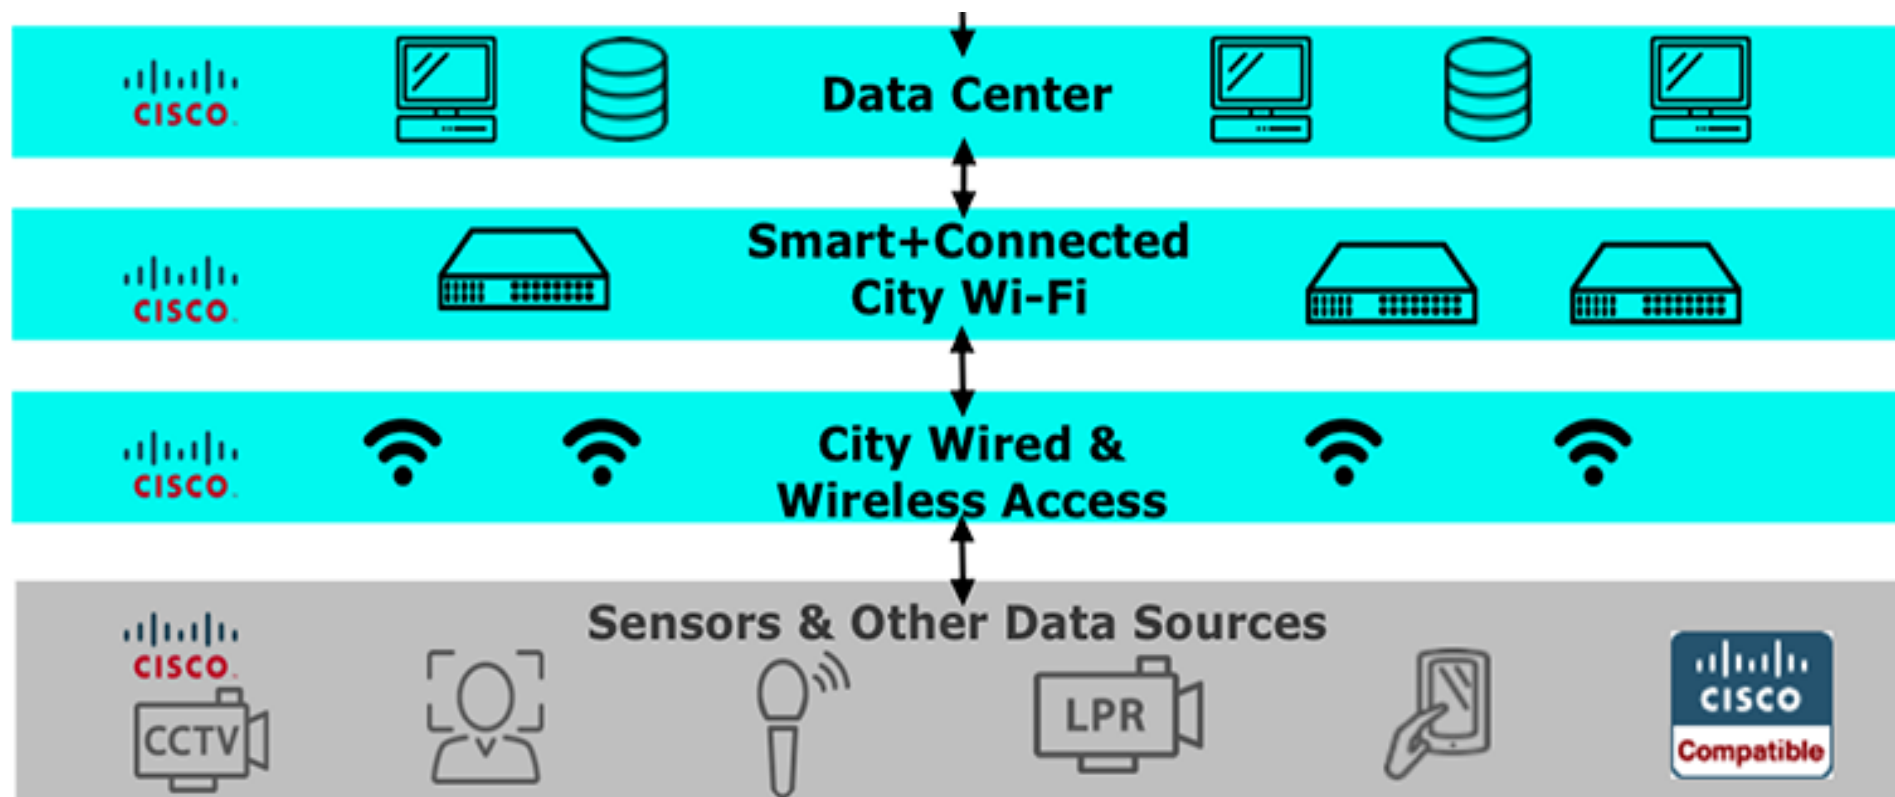 CISCO
Data Center
CISCO
Smart+Connected
City Wi-Fi
CISCO
City Wired &
Wireless Access
CISCO
Sensors & Other Data Sources
CCTV
LPR
CISCO
Compatible